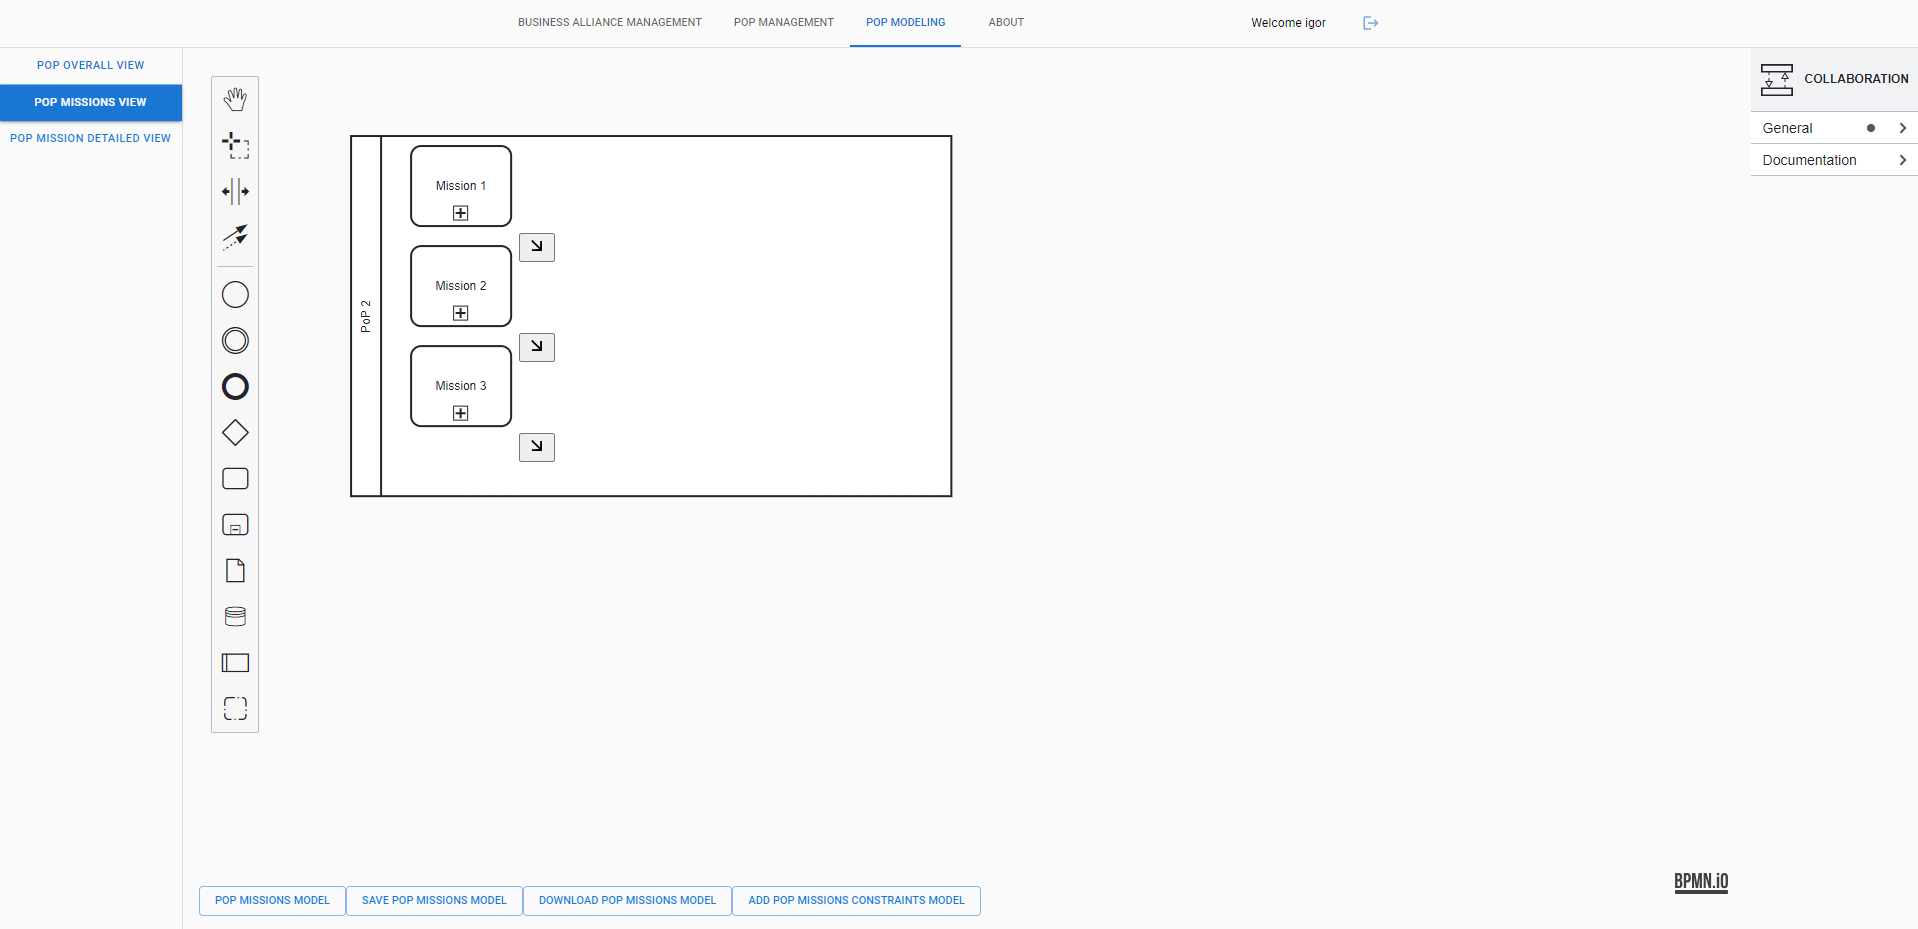 BUSINESS ALLIANCE MANAGEMENT
POP MANAGEMENT
POP MODELING
ABOUT
Welcome igor
POP OVERALL VIEW
POP MISSIONS VIEW
POP MISSION DETAILED VIEW
COLLABORATION
General
Documentation
PoP 2
Mission 1
Mission 2
Mission 3
BPMN.iO
POP MISSIONS MODEL
SAVE POP MISSIONS MODEL
DOWNLOAD POP MISSIONS MODEL
ADD POP MISSIONS CONSTRAINTS MODEL